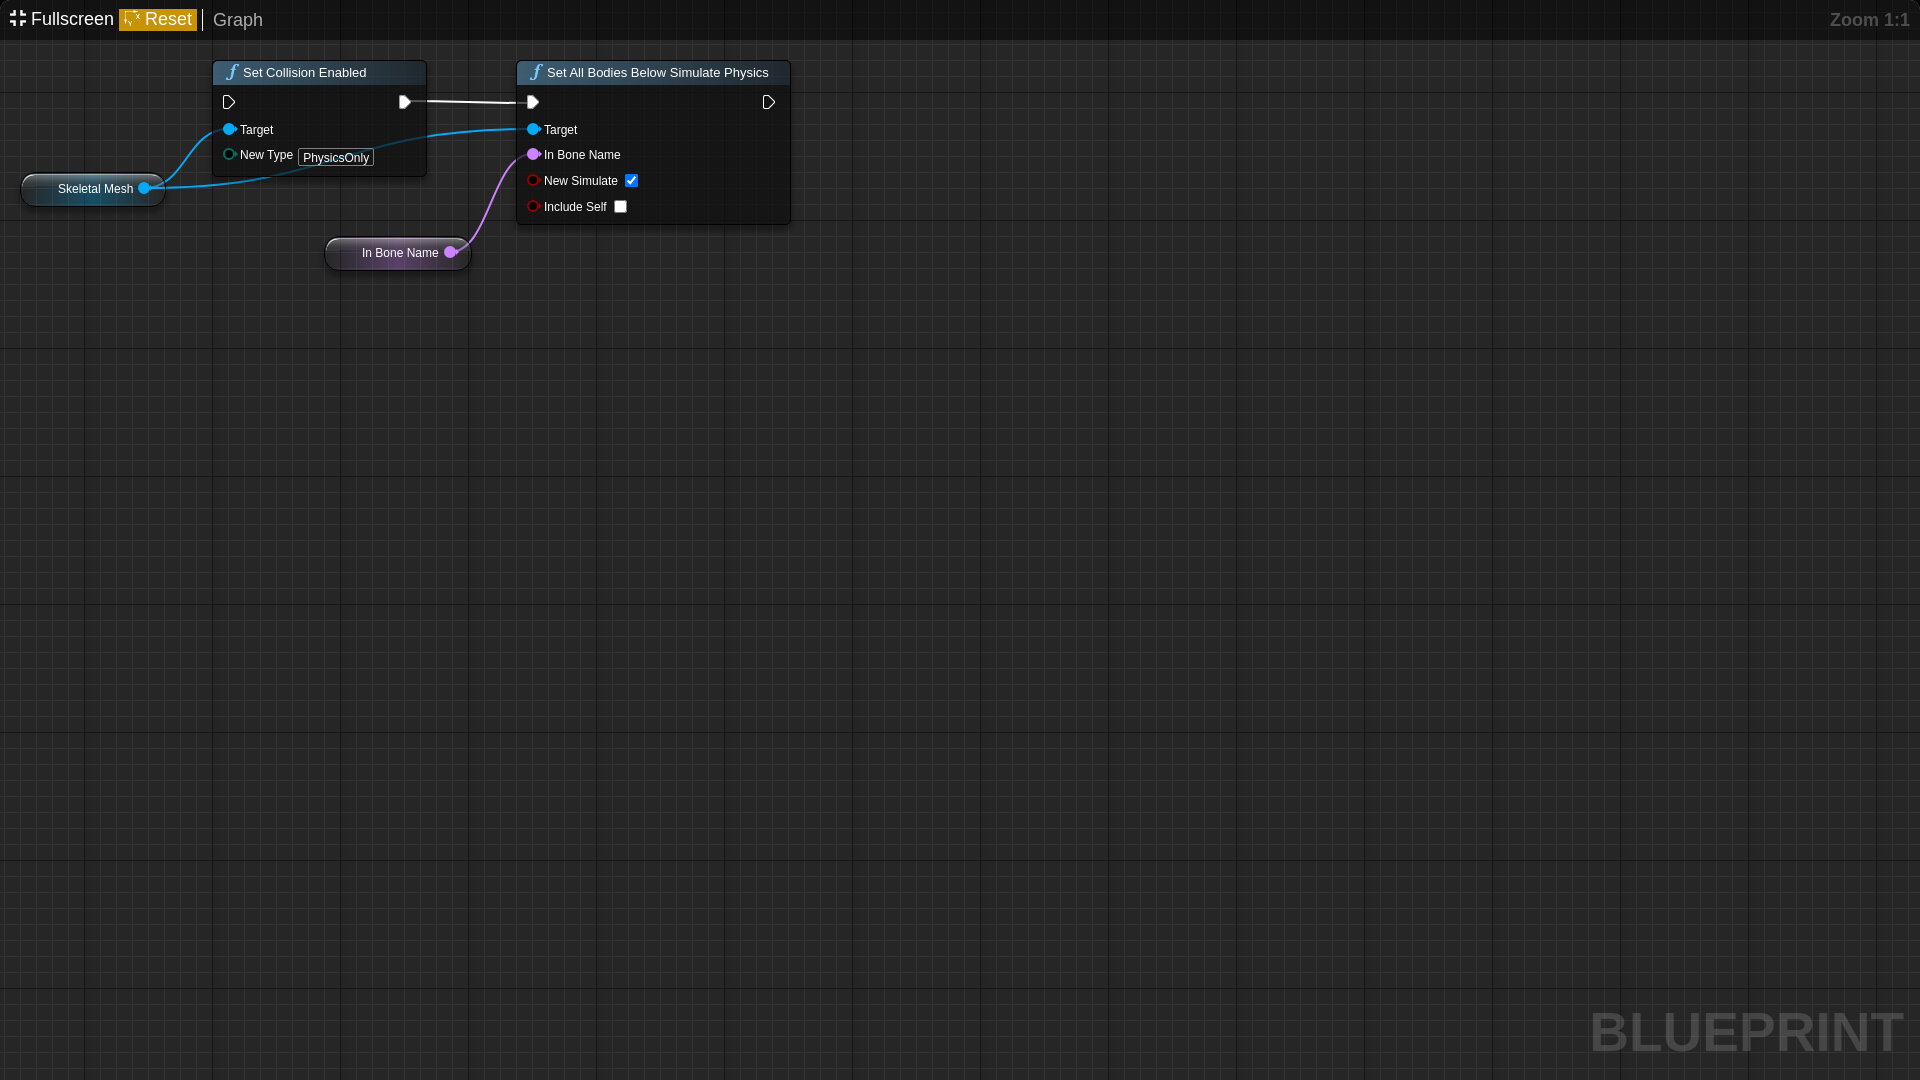 Fullscreen Reset Graph Zoom 1:1
Set Collision Enabled
Target
New Type PhysicsOnly
Skeletal Mesh
In Bone Name
Set All Bodies Below Simulate Physics
Target
In Bone Name
New Simulate
Include Self
BLUEPRINT